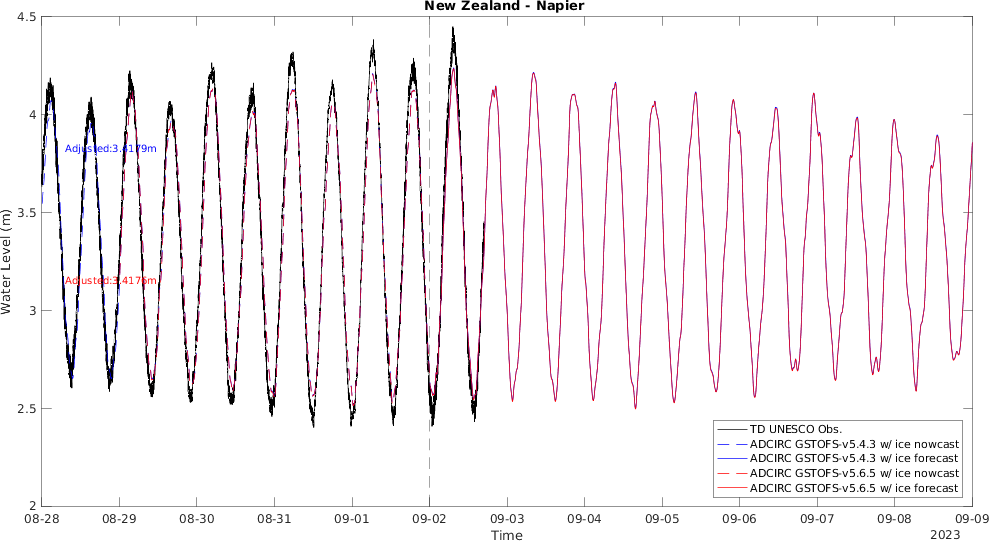 New Zealand - Napier
4.5
4
3.5
3
2.5
2
Water Level (m)
Adjusted:3.6179m
Adjusted:3.4176m
TD UNESCO Obs.
ADCIRC GSTOFS-v5.4.3 w/ ice nowcast
ADCIRC GSTOFS-v5.4.3 w/ ice forecast
ADCIRC GSTOFS-v5.6.5 w/ ice nowcast
ADCIRC GSTOFS-v5.6.5 w/ ice forecast
08-28 08-29 08-30 08-31 09-01 09-02 09-03 09-04 09-05 09-06 09-07 09-08 09-09
Time
2023